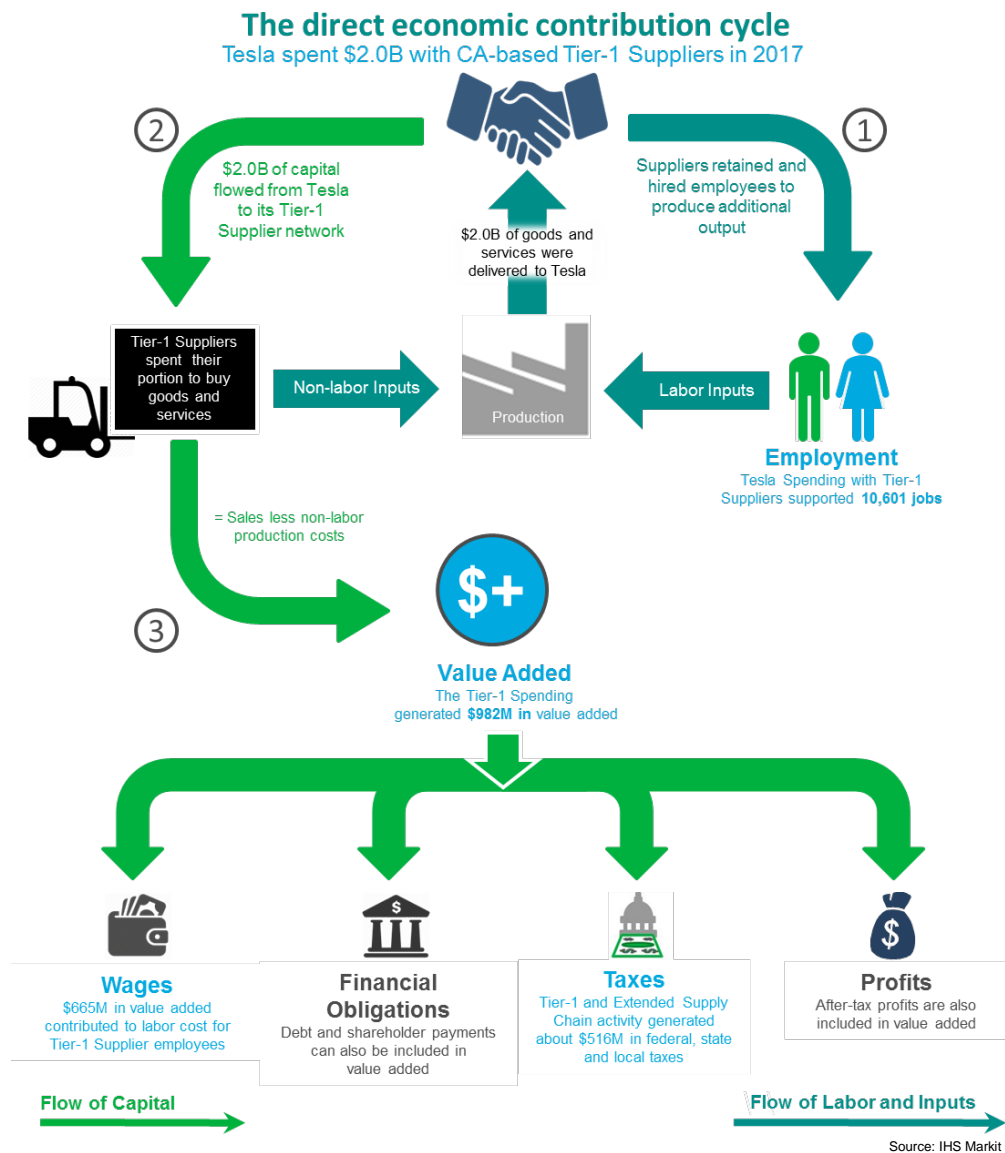 The direct economic contribution cycle
Tesla spent $2.0B with CA-based Tier-1 Suppliers in 2017
2
1
$2.0B of capital
flowed from Tesla
to its Tier-1
Supplier network
Suppliers retained and
hired employees to
produce additional
output
$2.0B of goods and
services were
delivered to Tesla
Tier-1 Suppliers
spent their
portion to buy
goods and
services
Non-labor Inputs
Production
Labor Inputs
Employment
Tesla Spending with Tier-1
Suppliers supported 10,601 jobs
= Sales less non-labor
production costs
3
$+
Value Added
The Tier-1 Spending
generated $982M in value added
$
$
Wages
$665M in value added
contributed to labor cost for
Tier-1 Supplier employees
Financial
Obligations
Debt and shareholder payments
can also be included in
value added
Taxes
Tier-1 and Extended Supply
Chain activity generated
about $516M in federal, state
and local taxes
Profits
After-tax profits are also
included in value added
Flow of Capital
Flow of Labor and Inputs
Source: IHS Markit